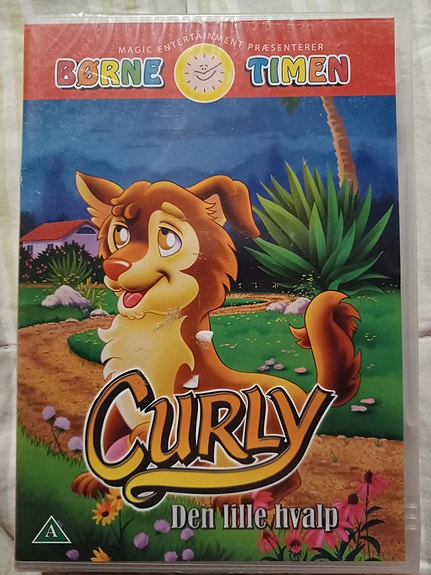 MAGIC ENTERTAINMENT PRÆSENTERER
BØRNE TIMEN
CURLY
Den lille hvalp
A